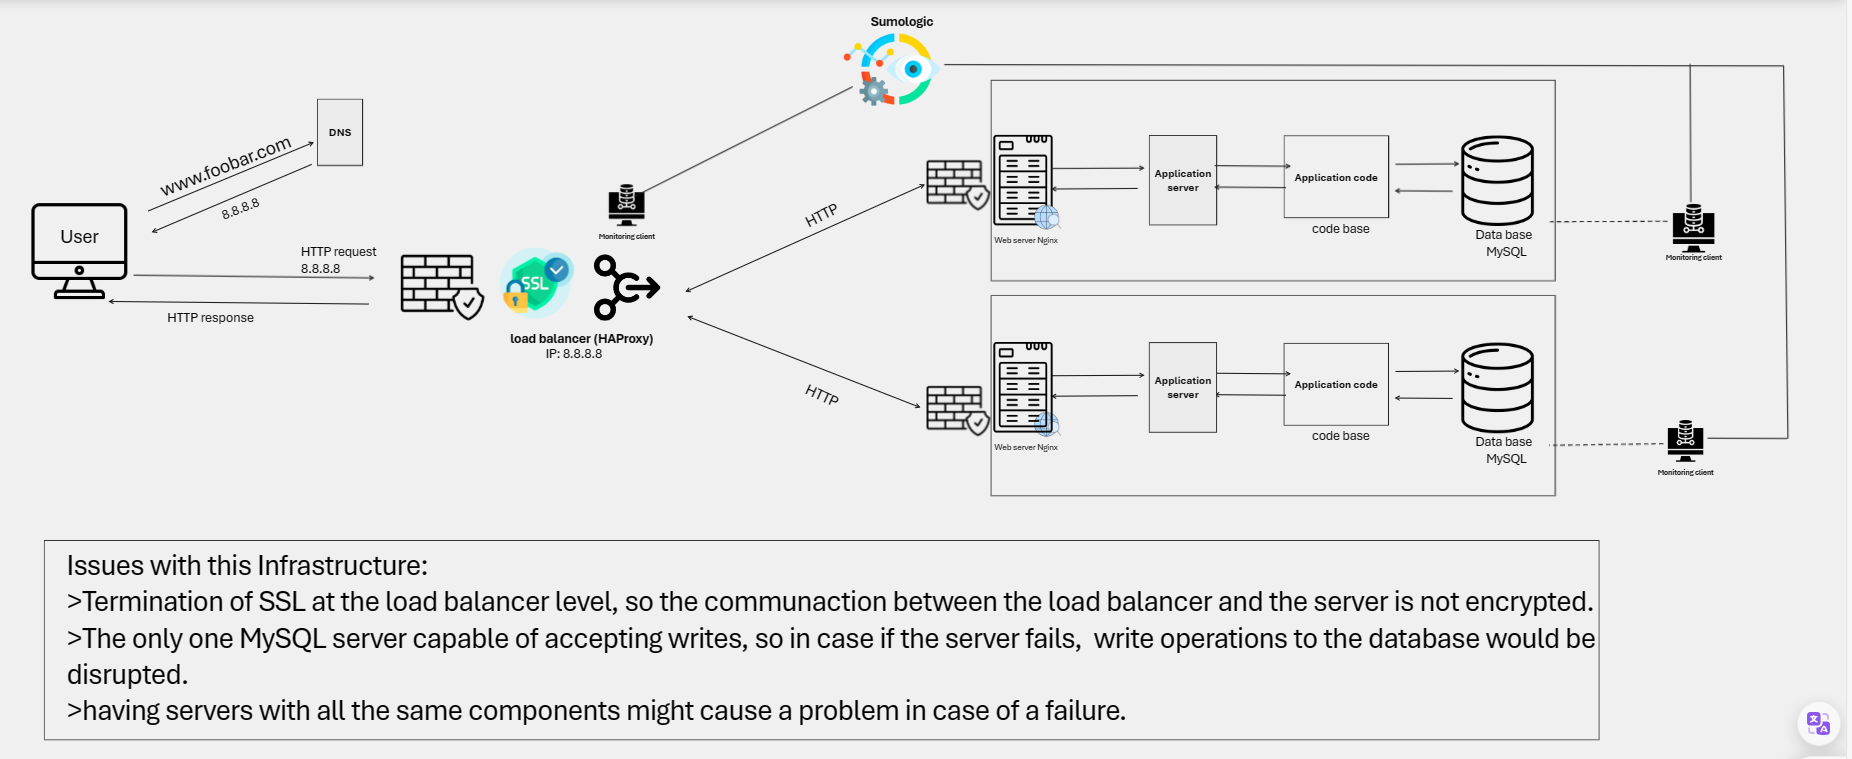 Sumologic
DNS
www.foobar.com
8.8.8.8
User
HTTP request
8.8.8.8
HTTP response
SSL
load balancer (HAProxy)
IP: 8.8.8.8
Monitoring client
HTTP
HTTP
Web server Nginx
Application
server
Application code
code base
Data base
MySQL
Monitoring client
Web server Nginx
Application
server
Application code
code base
Data base
MySQL
Monitoring client
Issues with this Infrastructure:
>Termination of SSL at the load balancer level, so the communaction between the load balancer and the server is not encrypted.
>The only one MySQL server capable of accepting writes, so in case if the server fails,  write operations to the database would be
disrupted.
>having servers with all the same components might cause a problem in case of a failure.
文
A